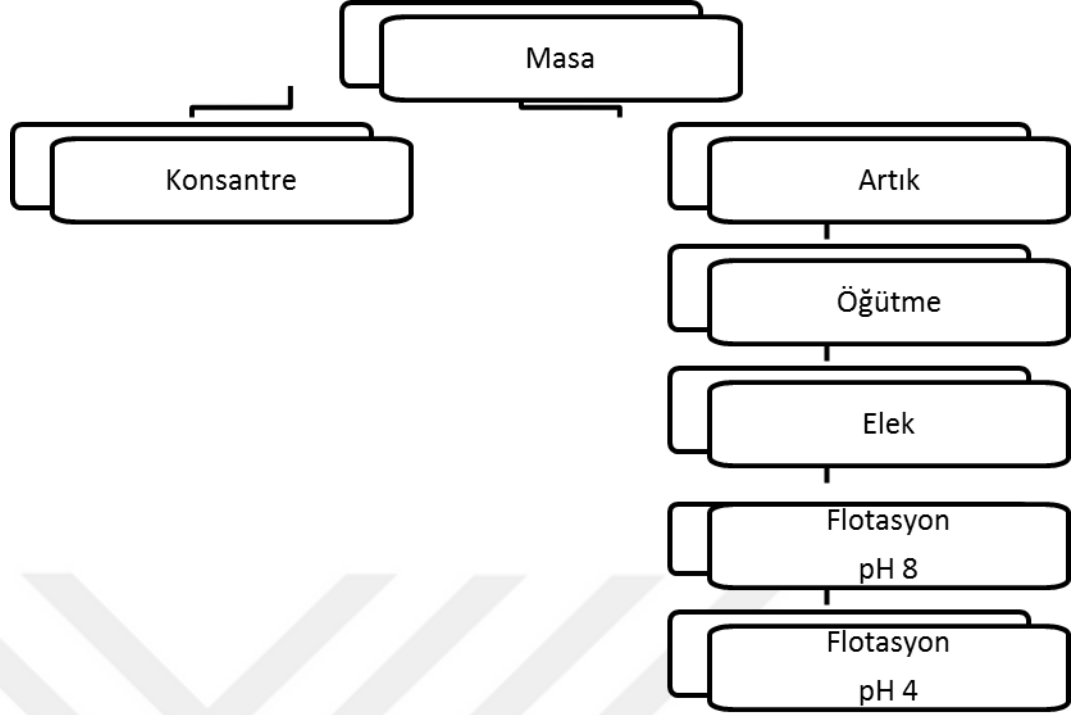 Masa
Konsantre
Artık
Öğütme
Elek
Flotasyon
pH 8
Flotasyon
pH 4